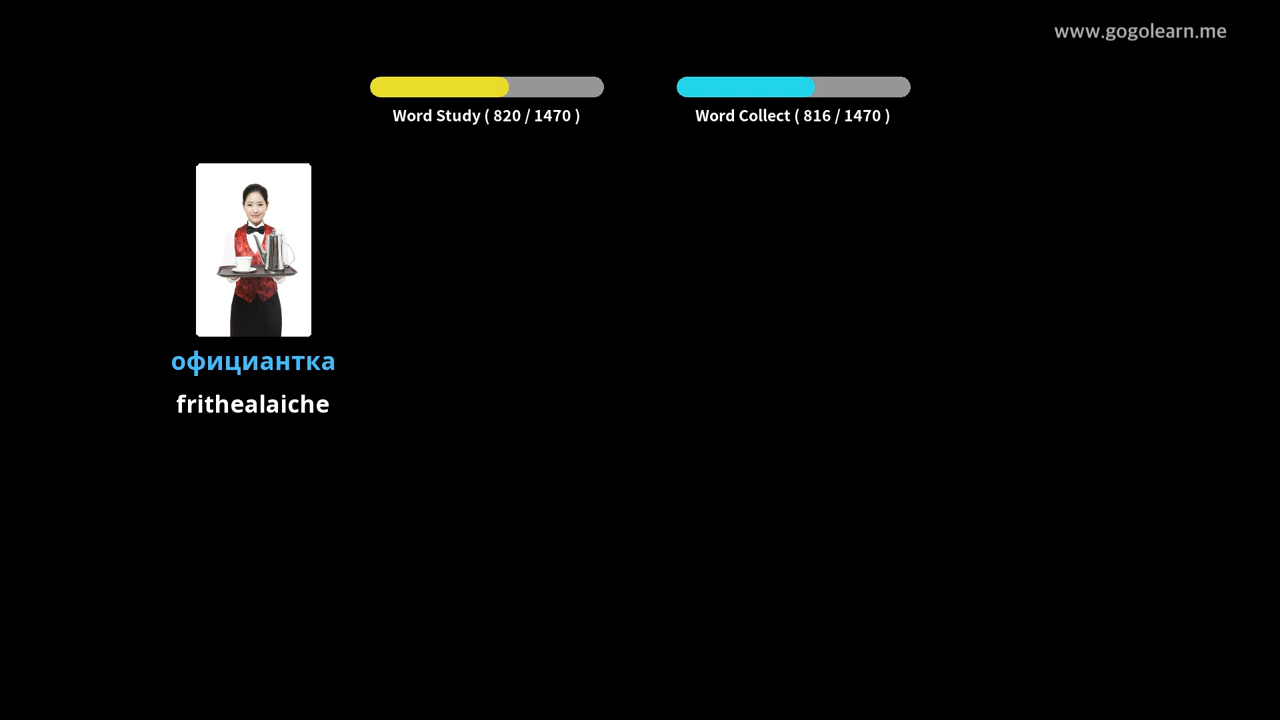 www.gogolearn.me
Word Study ( 820 / 1470 )
Word Collect ( 816 / 1470 )
официантка
frithealaiche